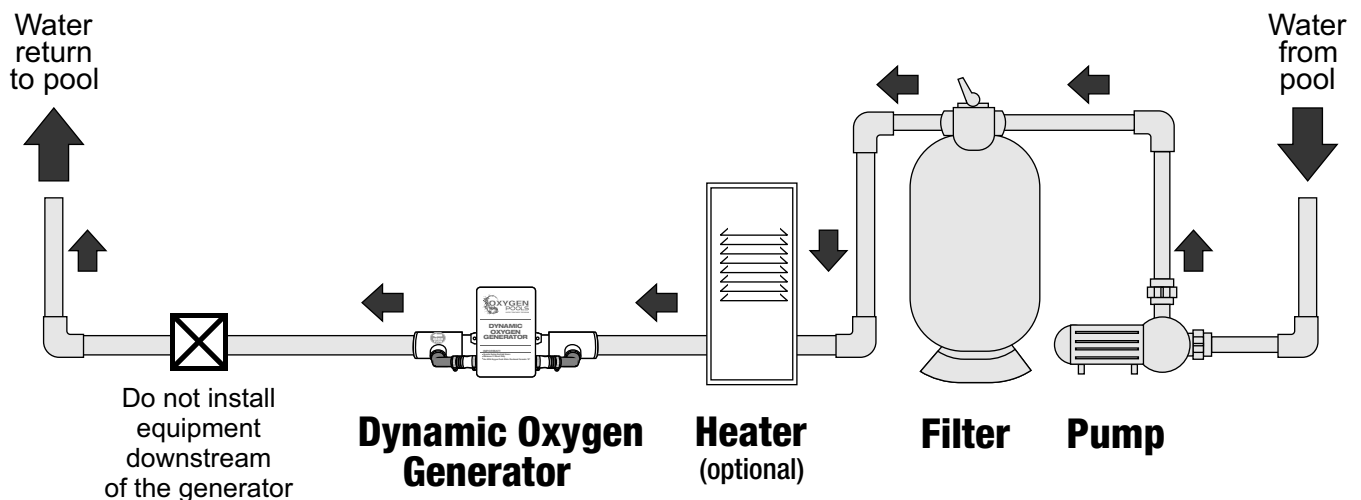 Water
return
to pool
Water
from
pool
OXYGEN
POOLS
DYNAMIC
OXYGEN
GENERATOR
Do not install
equipment
downstream
of the generator
Dynamic Oxygen
Generator
Heater
(optional)
Filter
Pump